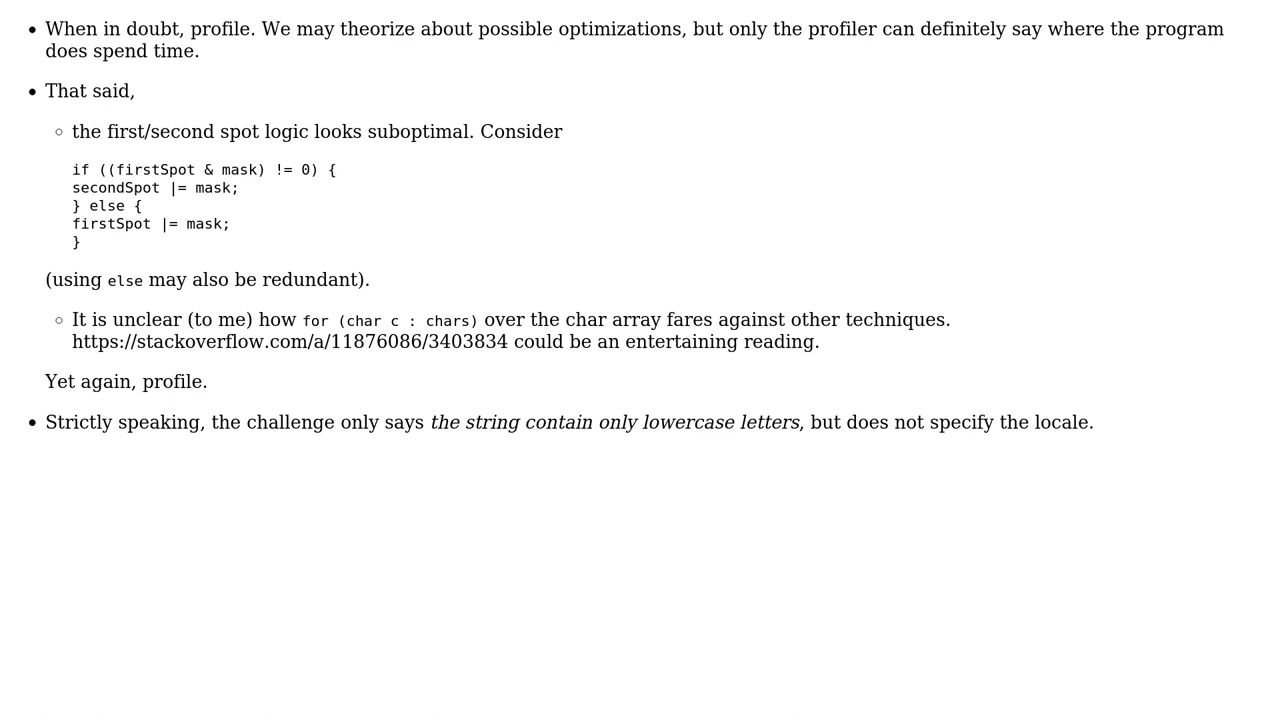 When in doubt, profile. We may theorize about possible optimizations, but only the profiler can definitely say where the program
does spend time.
That said,
the first/second spot logic looks suboptimal. Consider
if ((firstSpot & mask) != 0) {
secondSpot |= mask;
} else {
firstSpot |= mask;
}
(using else may also be redundant).
It is unclear (to me) how for (char c : chars) over the char array fares against other techniques.
https://stackoverflow.com/a/11876086/3403834 could be an entertaining reading.
Yet again, profile.
Strictly speaking, the challenge only says the string contain only lowercase letters, but does not specify the locale.